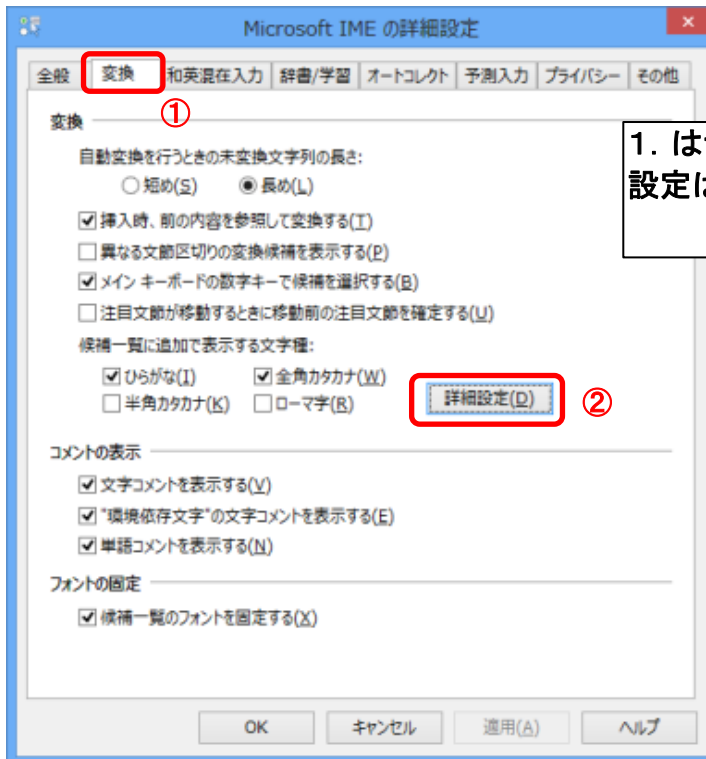 Microsoft IME の詳細設定
全般 変換 和英混在入力 辞書/学習 オートコレクト 予測入力 プライバシー その他
①
変換
自動変換を行うときの未変換文字列の長さ:
短め(S) 長め(L)
挿入時、前の内容を参照して変換する(T)
異なる文節区切りの変換候補を表示する(P)
メイン キーボードの数字キーで候補を選択する(B)
注目文節が移動するときに移動前の注目文節を確定する(U)
候補一覧に追加で表示する文字種:
ひらがな(I) 全角カタカナ(W)
半角カタカナ(K) ローマ字(R)
詳細設定(D) ②
コメントの表示
文字コメントを表示する(V)
"環境依存文字"の文字コメントを表示する(E)
単語コメントを表示する(N)
フォントの固定
候補一覧のフォントを固定する(X)
OK キャンセル 適用(A) ヘルプ
1. は
設定